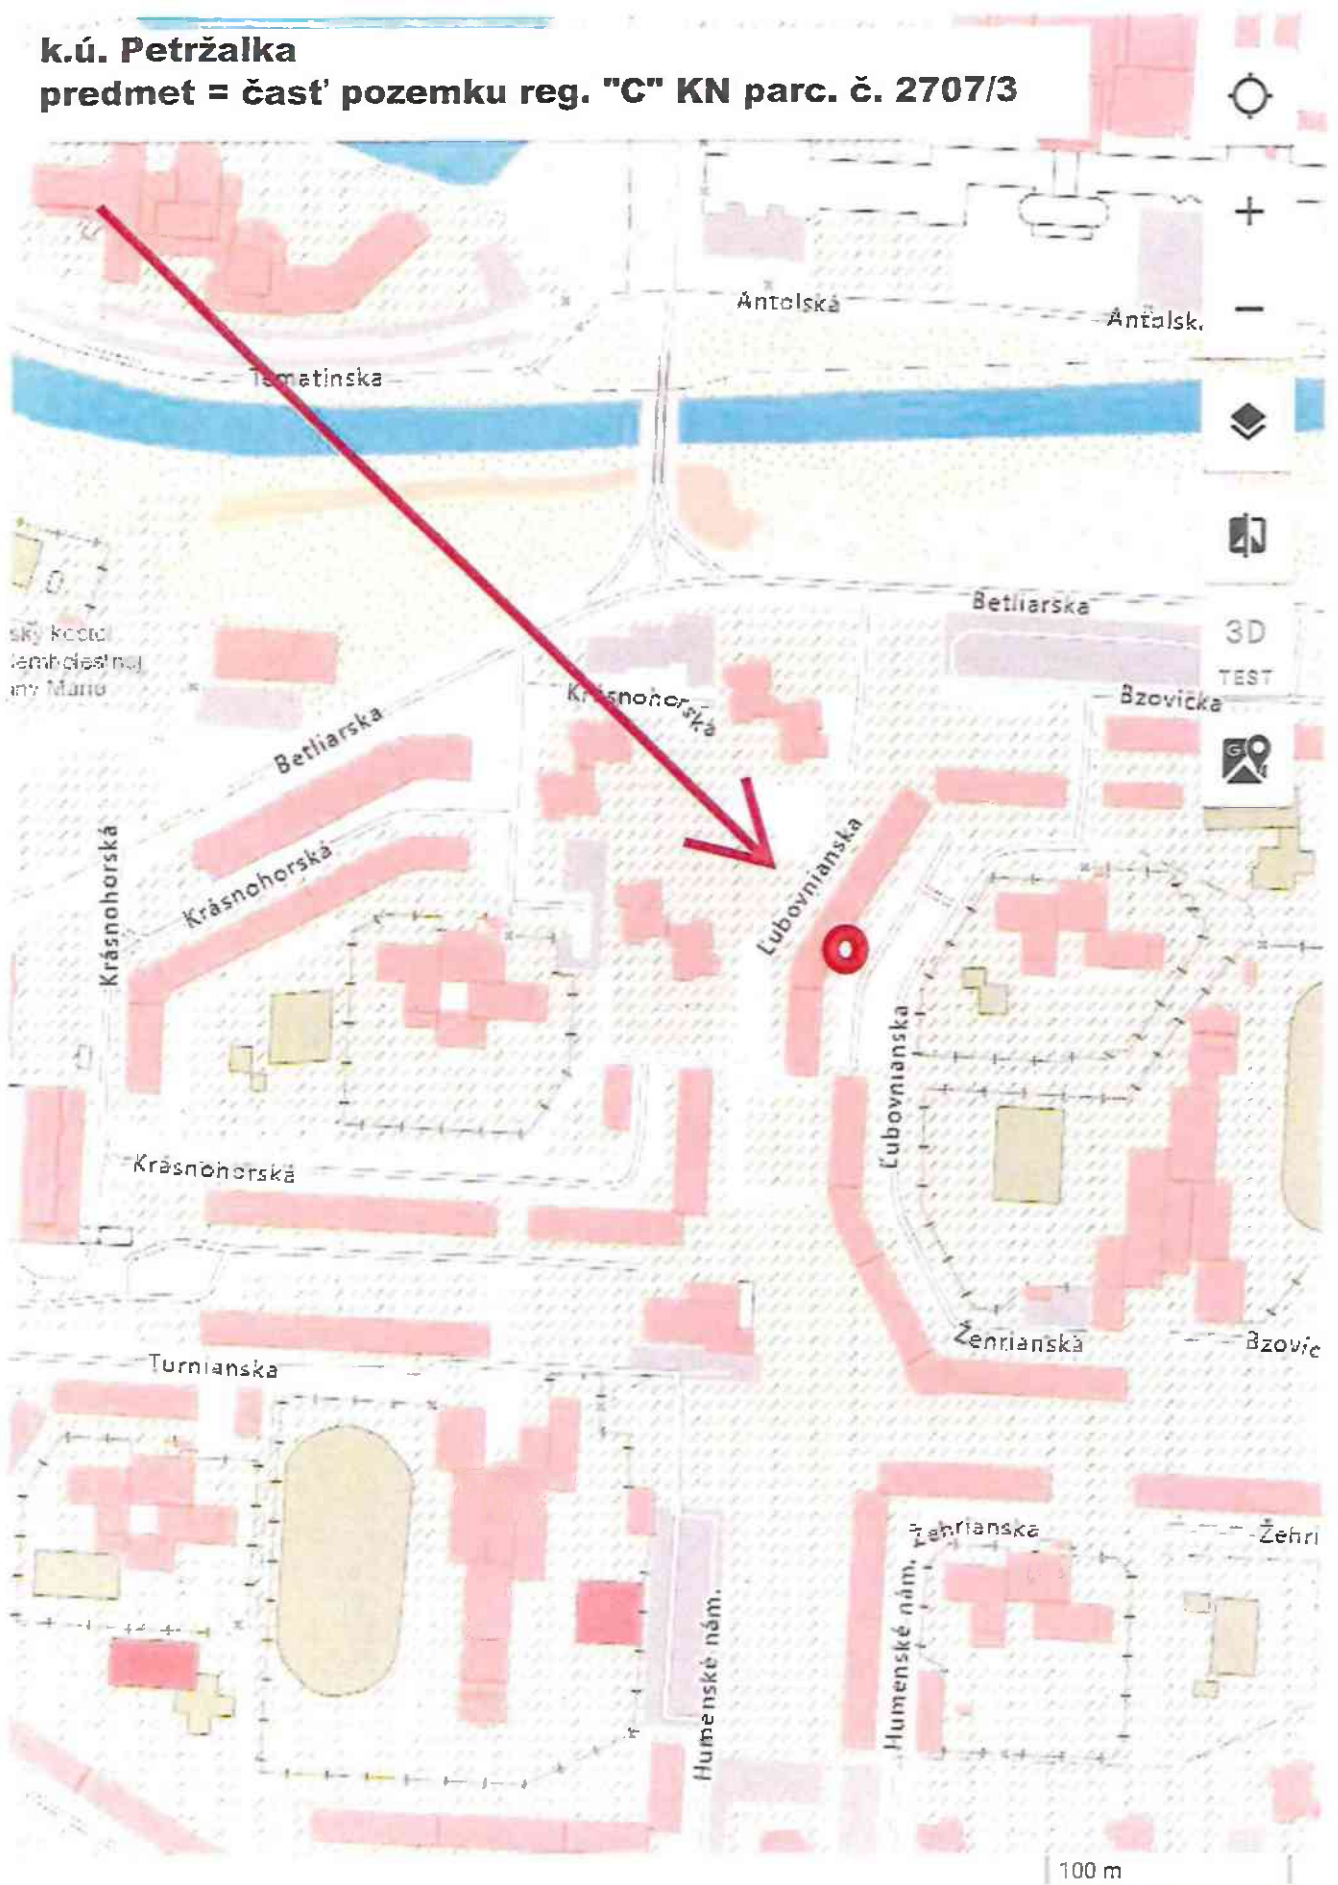 k.ú. Petržalka
predmet = časť pozemku reg. "C" KN parc. č. 2707/3
Antolská
Antolsk.
+
−
Tematínska
Betliarska
3D
TEST
Krásnohorská
Bzovícka
Betliarska
Krásnohorská
Krásnohorská
Ľubovnianska
Ľubovnianska
Krásnohorská
Ženrianska
Bzovíc
Turnianska
Žehrianska
Žehri
Humenské nám.
Humenské nám.
100 m